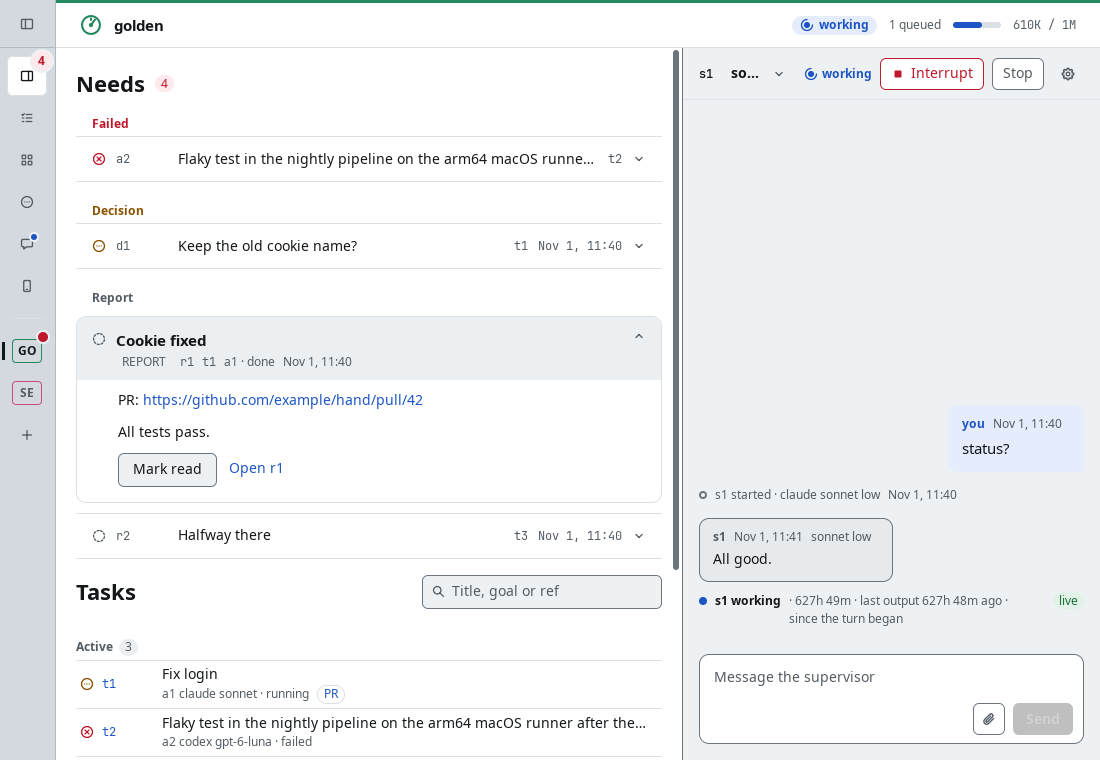 golden
working
1 queued
610K / 1M
4
GO
SE
Needs 4
Failed
a2 Flaky test in the nightly pipeline on the arm64 macOS runne... t2
Decision
d1 Keep the old cookie name? t1 Nov 1, 11:40
Report
Cookie fixed
REPORT r1 t1 a1 · done Nov 1, 11:40
PR: https://github.com/example/hand/pull/42
All tests pass.
Mark read Open r1
r2 Halfway there t3 Nov 1, 11:40
Tasks
Title, goal or ref
Active 3
t1 Fix login
a1 claude sonnet · running PR
t2 Flaky test in the nightly pipeline on the arm64 macOS runner after the...
a2 codex gpt-6-luna · failed
s1 so... working Interrupt Stop
you Nov 1, 11:40
status?
s1 started · claude sonnet low Nov 1, 11:40
s1 Nov 1, 11:41 sonnet low
All good.
s1 working · 627h 49m · last output 627h 48m ago · live
since the turn began
Message the supervisor
Send